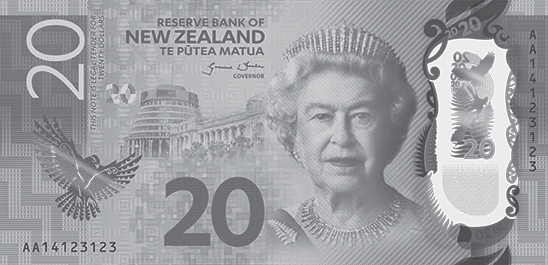 20
THIS NOTE IS LEGAL TENDER FOR
TWENTY DOLLARS
RESERVE BANK OF
NEW ZEALAND
TE PŪTEA MATUA
GOVERNOR
20
AA14123123
2020
20
AA14123123